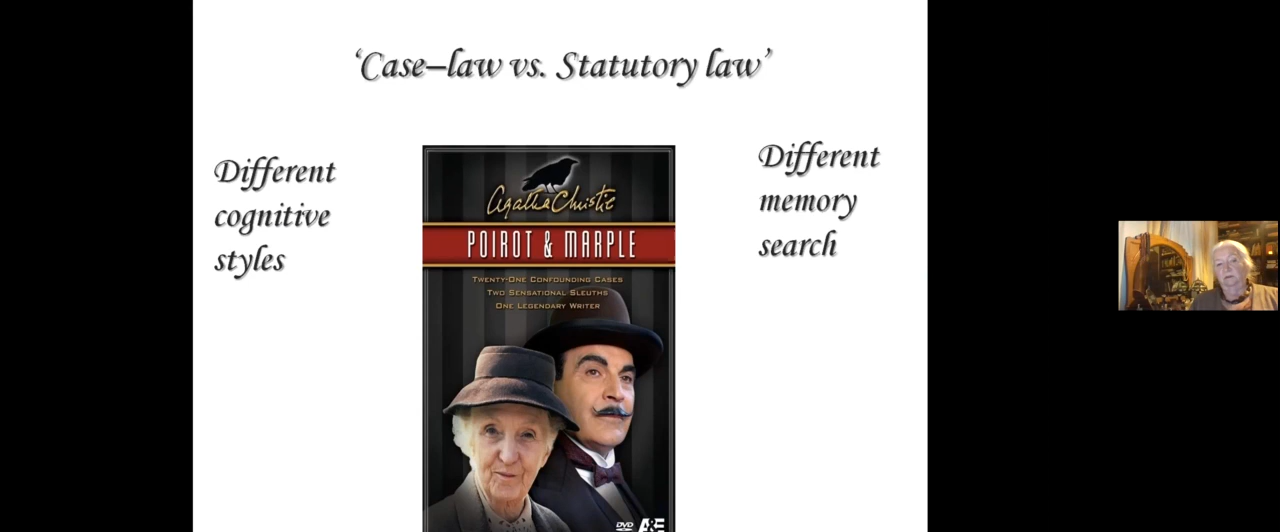 ‘Case–law vs. Statutory law’
Different
cognitive
styles
Agatha Christie
POIROT & MARPLE
TWENTY-ONE CONFOUNDING CASES
TWO SENSATIONAL SLEUTHS
ONE LEGENDARY WRITER
DVD A&E
Different
memory
search